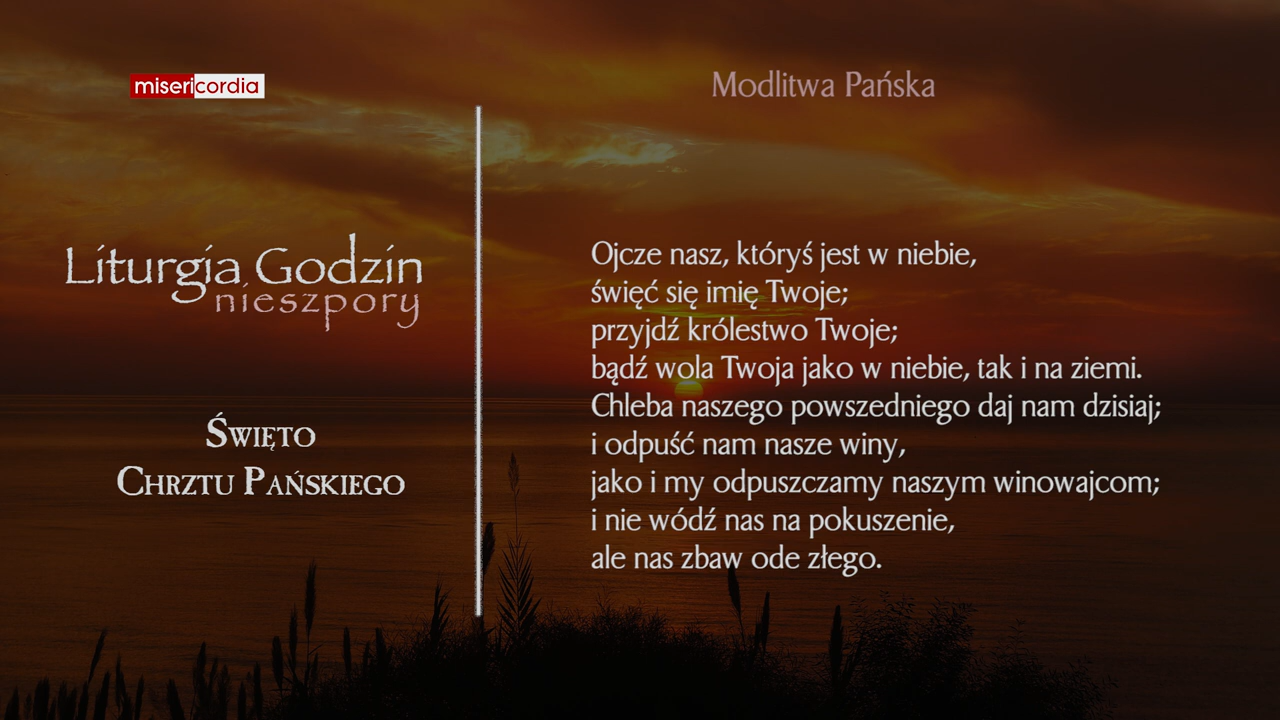 misericordia
Liturgia Godzin
nieszpory
Święto
Chrztu Pańskiego
Modlitwa Pańska
Ojcze nasz, któryś jest w niebie,
święć się imię Twoje;
przyjdź królestwo Twoje;
bądź wola Twoja jako w niebie, tak i na ziemi.
Chleba naszego powszedniego daj nam dzisiaj;
i odpuść nam nasze winy,
jako i my odpuszczamy naszym winowajcom;
i nie wódź nas na pokuszenie,
ale nas zbaw ode złego.